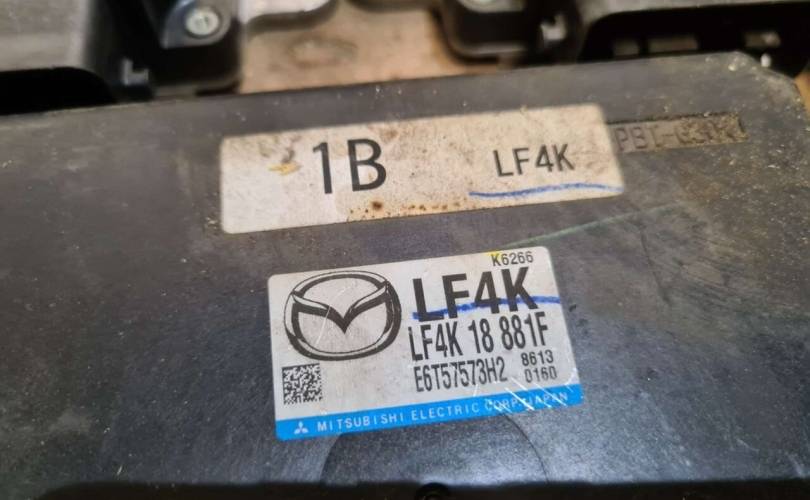 1B LF4K
K6266
LF4K
LF4K 18 881F
E6T57573H2 8613
0160
MITSUBISHI ELECTRIC CORP. JAPAN